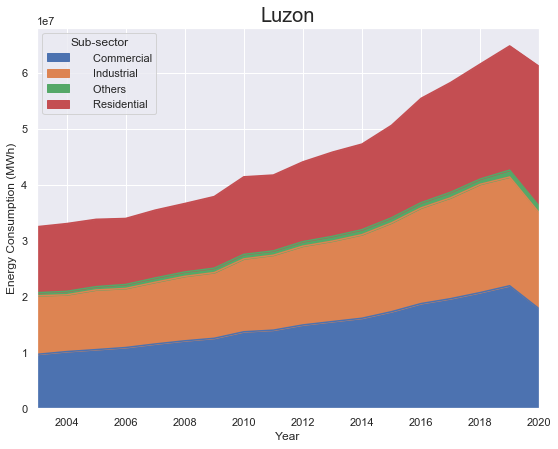 Luzon
1e7
Sub-sector
Commercial
Industrial
Others
Residential
6
5
4
3
2
1
0
Energy Consumption (MWh)
2004 2006 2008 2010 2012 2014 2016 2018 2020
Year